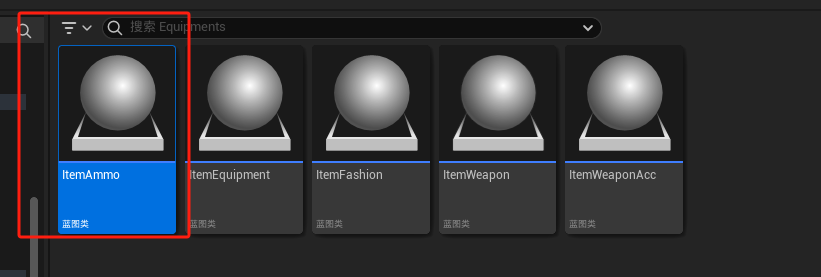 搜索 Equipments
ItemAmmo
ItemEquipment
ItemFashion
ItemWeapon
ItemWeaponAcc
蓝图类
蓝图类
蓝图类
蓝图类
蓝图类